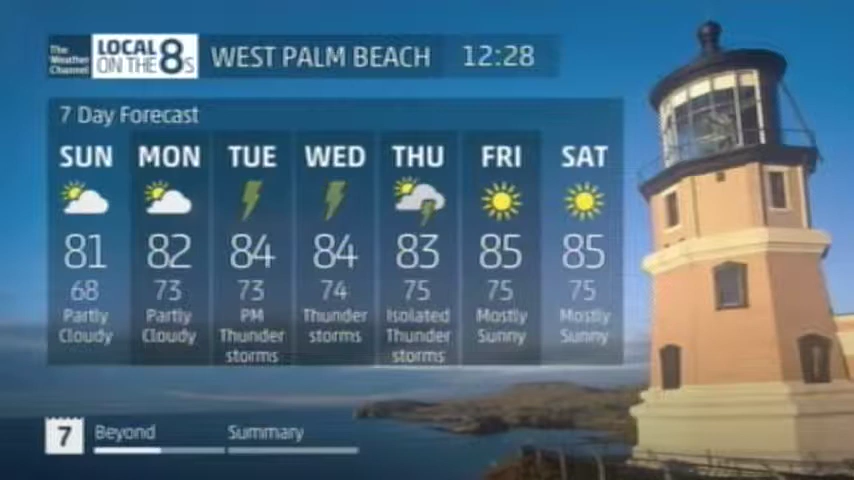 The Weather Channel
LOCAL ON THE 8s
WEST PALM BEACH 12:28
7 Day Forecast
SUN MON TUE WED THU FRI SAT
81 82 84 84 83 85 85
68 73 73 74 75 75 75
Partly Partly PM Thunder Isolated Mostly Mostly
Cloudy Cloudy Thunder storms Thunder Sunny Sunny
storms storms
7 Beyond Summary